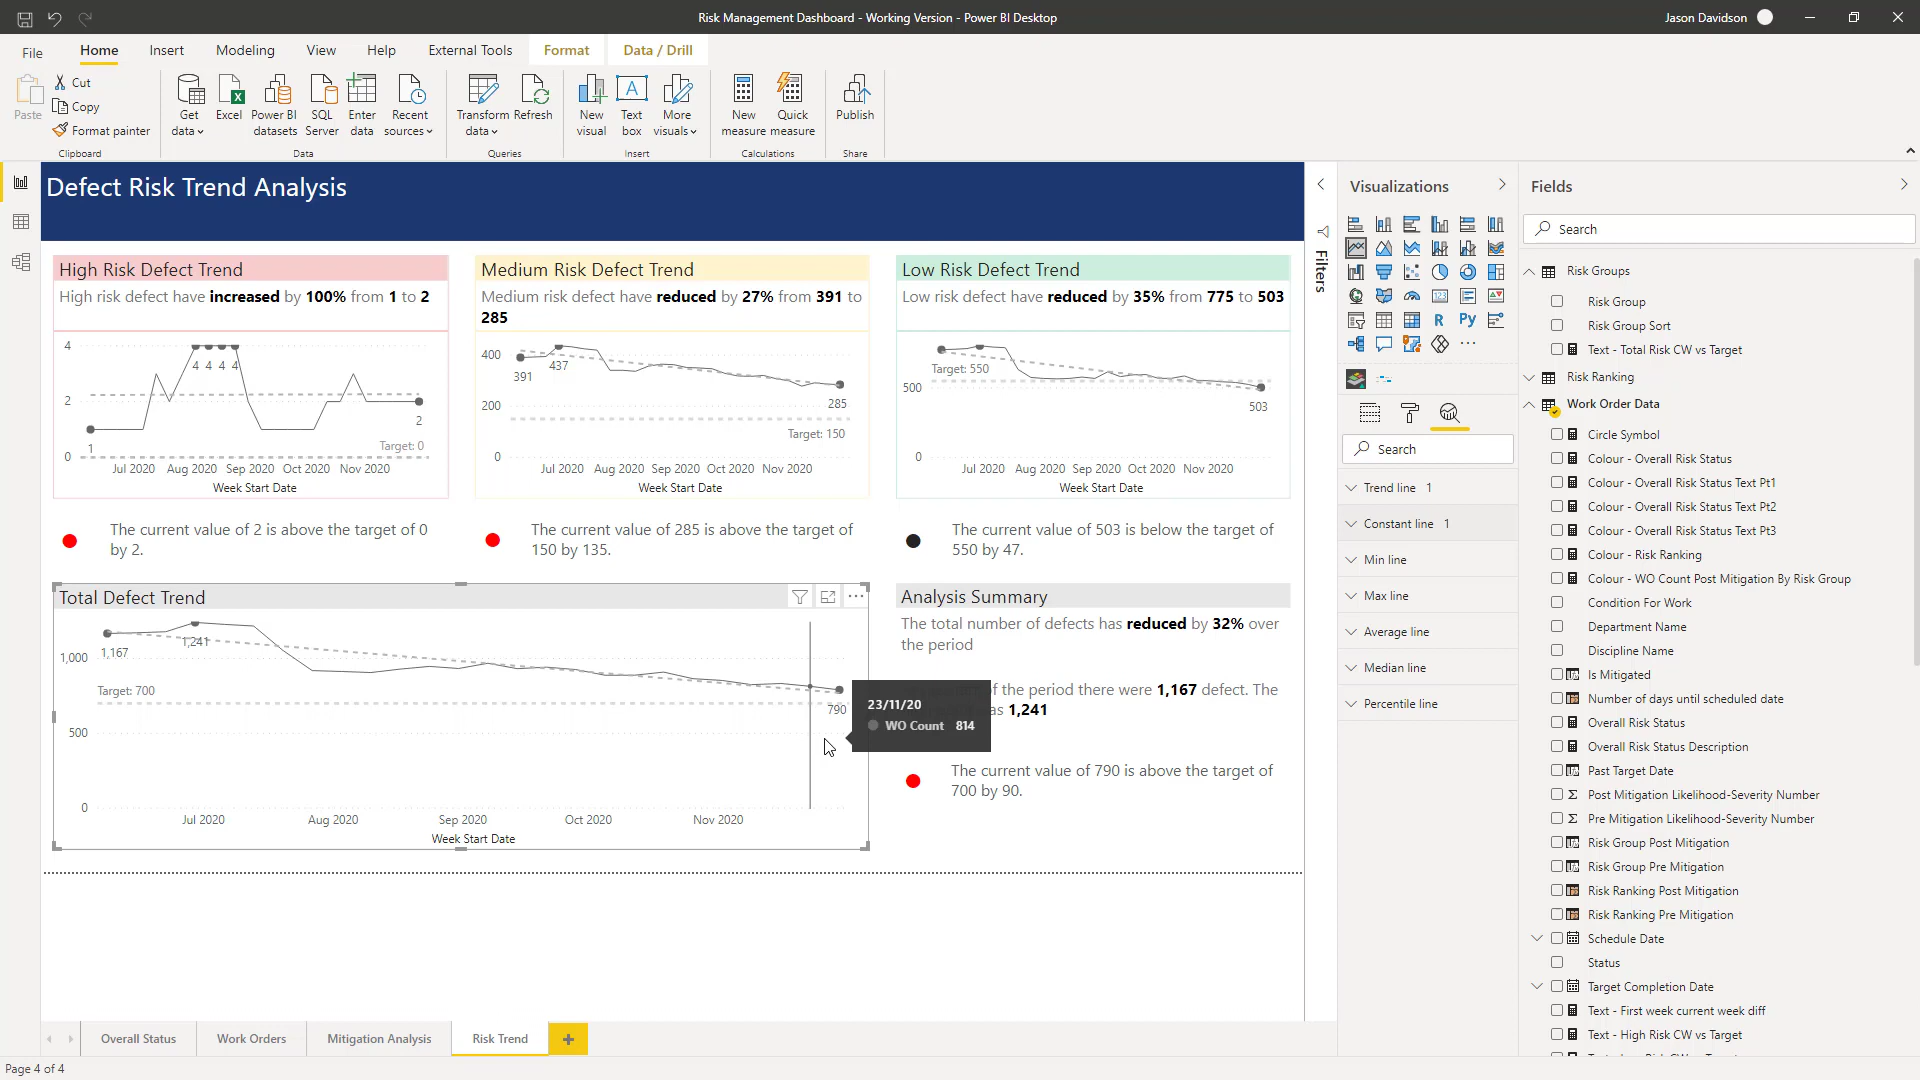 Risk Management Dashboard - Working Version - Power BI Desktop
Jason Davidson
File
Home
Insert
Modeling
View
Help
External Tools
Format
Data / Drill
Paste
Cut
Copy
Format painter
Clipboard
Get data
Excel
Power BI datasets
SQL Server
Enter data
Recent sources
Data
Transform data
Refresh
Queries
New visual
Text box
More visuals
Insert
New measure
Quick measure
Calculations
Publish
Share
Defect Risk Trend Analysis
High Risk Defect Trend
High risk defect have increased by 100% from 1 to 2
4
2
0
1
4 4 4 4
2
Target: 0
Jul 2020 Aug 2020 Sep 2020 Oct 2020 Nov 2020
Week Start Date
The current value of 2 is above the target of 0
by 2.
Medium Risk Defect Trend
Medium risk defect have reduced by 27% from 391 to
285
400
200
0
391
437
285
Target: 150
Jul 2020 Aug 2020 Sep 2020 Oct 2020 Nov 2020
Week Start Date
The current value of 285 is above the target of
150 by 135.
Low Risk Defect Trend
Low risk defect have reduced by 35% from 775 to 503
Target: 550
500
0
503
Jul 2020 Aug 2020 Sep 2020 Oct 2020 Nov 2020
Week Start Date
The current value of 503 is below the target of
550 by 47.
Total Defect Trend
1,167
1,241
1,000
Target: 700
790
500
0
Jul 2020 Aug 2020 Sep 2020 Oct 2020 Nov 2020
Week Start Date
23/11/20
WO Count 814
Analysis Summary
The total number of defects has reduced by 32% over
the period
of the period there were 1,167 defect. The
1,241
The current value of 790 is above the target of
700 by 90.
Overall Status
Work Orders
Mitigation Analysis
Risk Trend
Page 4 of 4
Filters
Visualizations
123
R
Py
Search
Trend line 1
Constant line 1
Min line
Max line
Average line
Median line
Percentile line
Fields
Search
Risk Groups
Risk Group
Risk Group Sort
Text - Total Risk CW vs Target
Risk Ranking
Work Order Data
Circle Symbol
Colour - Overall Risk Status
Colour - Overall Risk Status Text Pt1
Colour - Overall Risk Status Text Pt2
Colour - Overall Risk Status Text Pt3
Colour - Risk Ranking
Colour - WO Count Post Mitigation By Risk Group
Condition For Work
Department Name
Discipline Name
Is Mitigated
Number of days until scheduled date
Overall Risk Status
Overall Risk Status Description
Past Target Date
Post Mitigation Likelihood-Severity Number
Pre Mitigation Likelihood-Severity Number
Risk Group Post Mitigation
Risk Group Pre Mitigation
Risk Ranking Post Mitigation
Risk Ranking Pre Mitigation
Schedule Date
Status
Target Completion Date
Text - First week current week diff
Text - High Risk CW vs Target